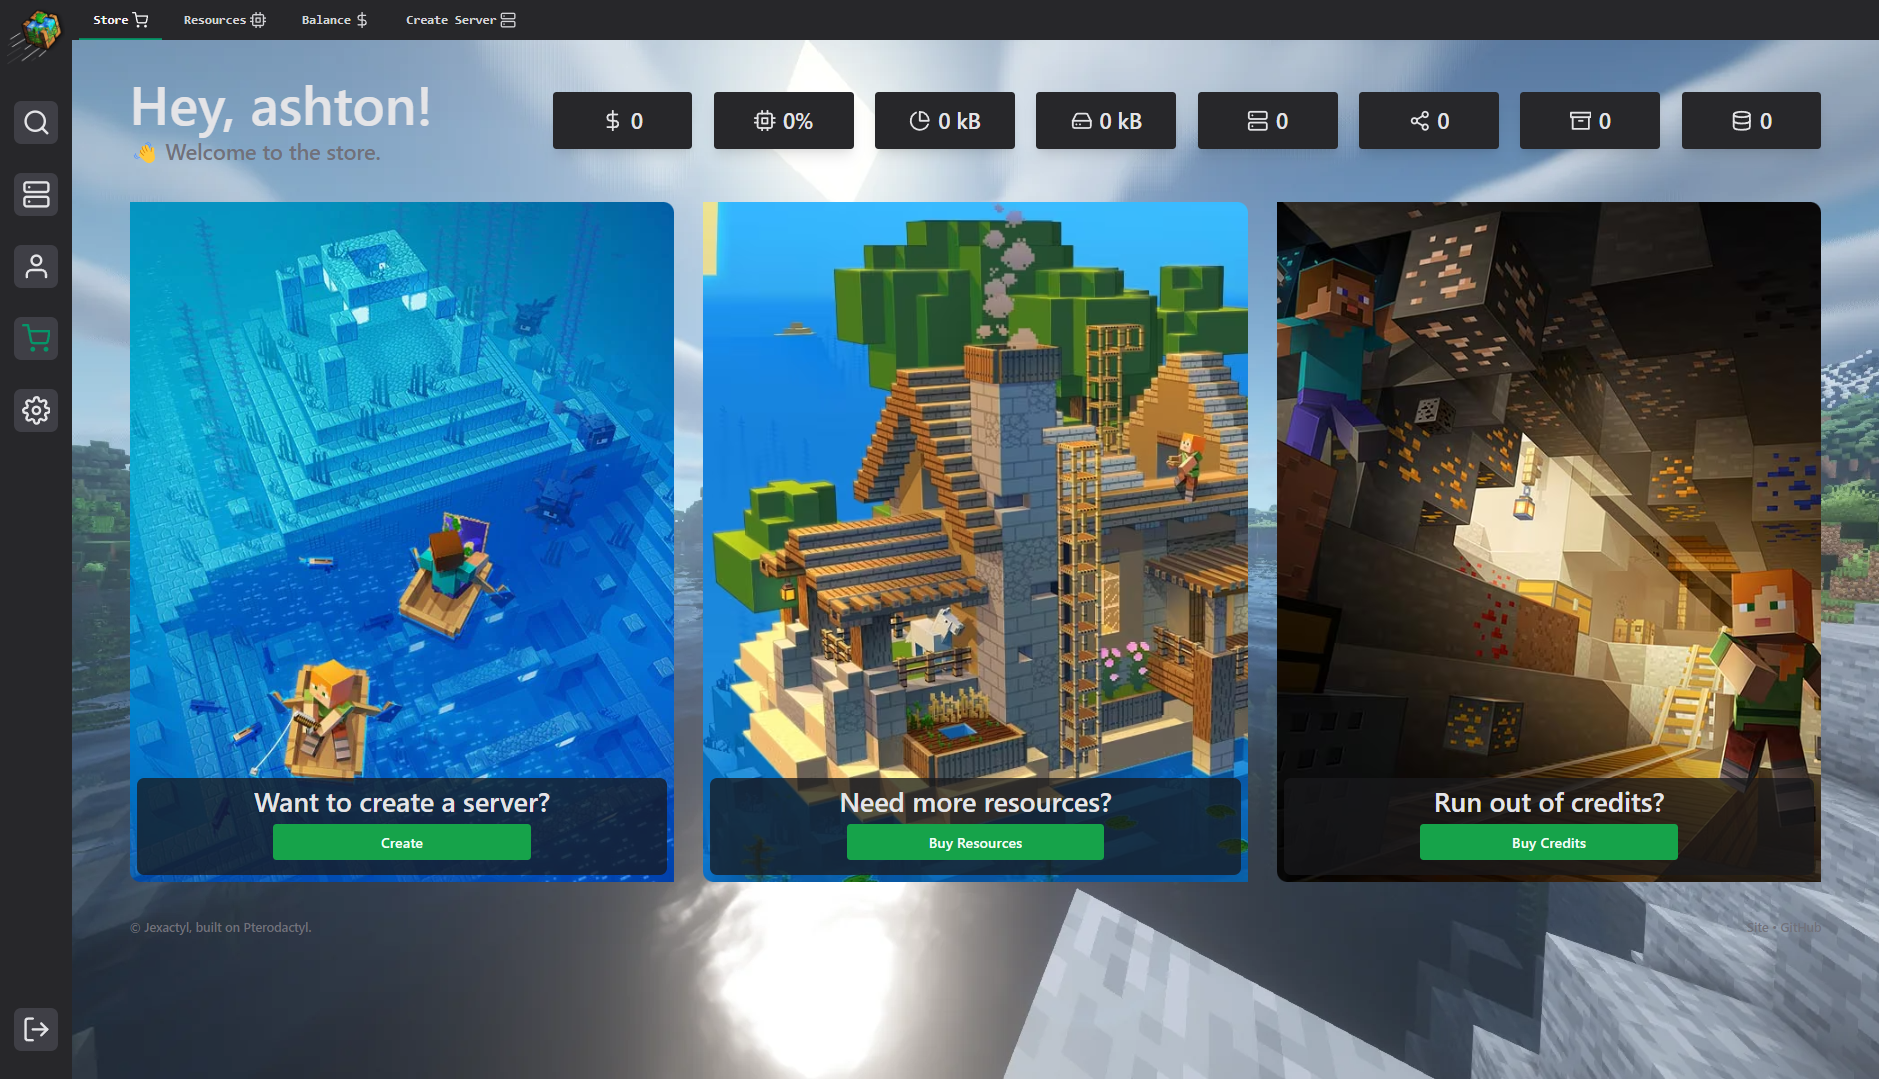 Store
Resources
Balance
Create Server
Hey, ashton!
👋 Welcome to the store.
$ 0
0%
0 kB
0 kB
0
0
0
0
Want to create a server?
Create
Need more resources?
Buy Resources
Run out of credits?
Buy Credits
© Jexactyl, built on Pterodactyl.
Site • GitHub